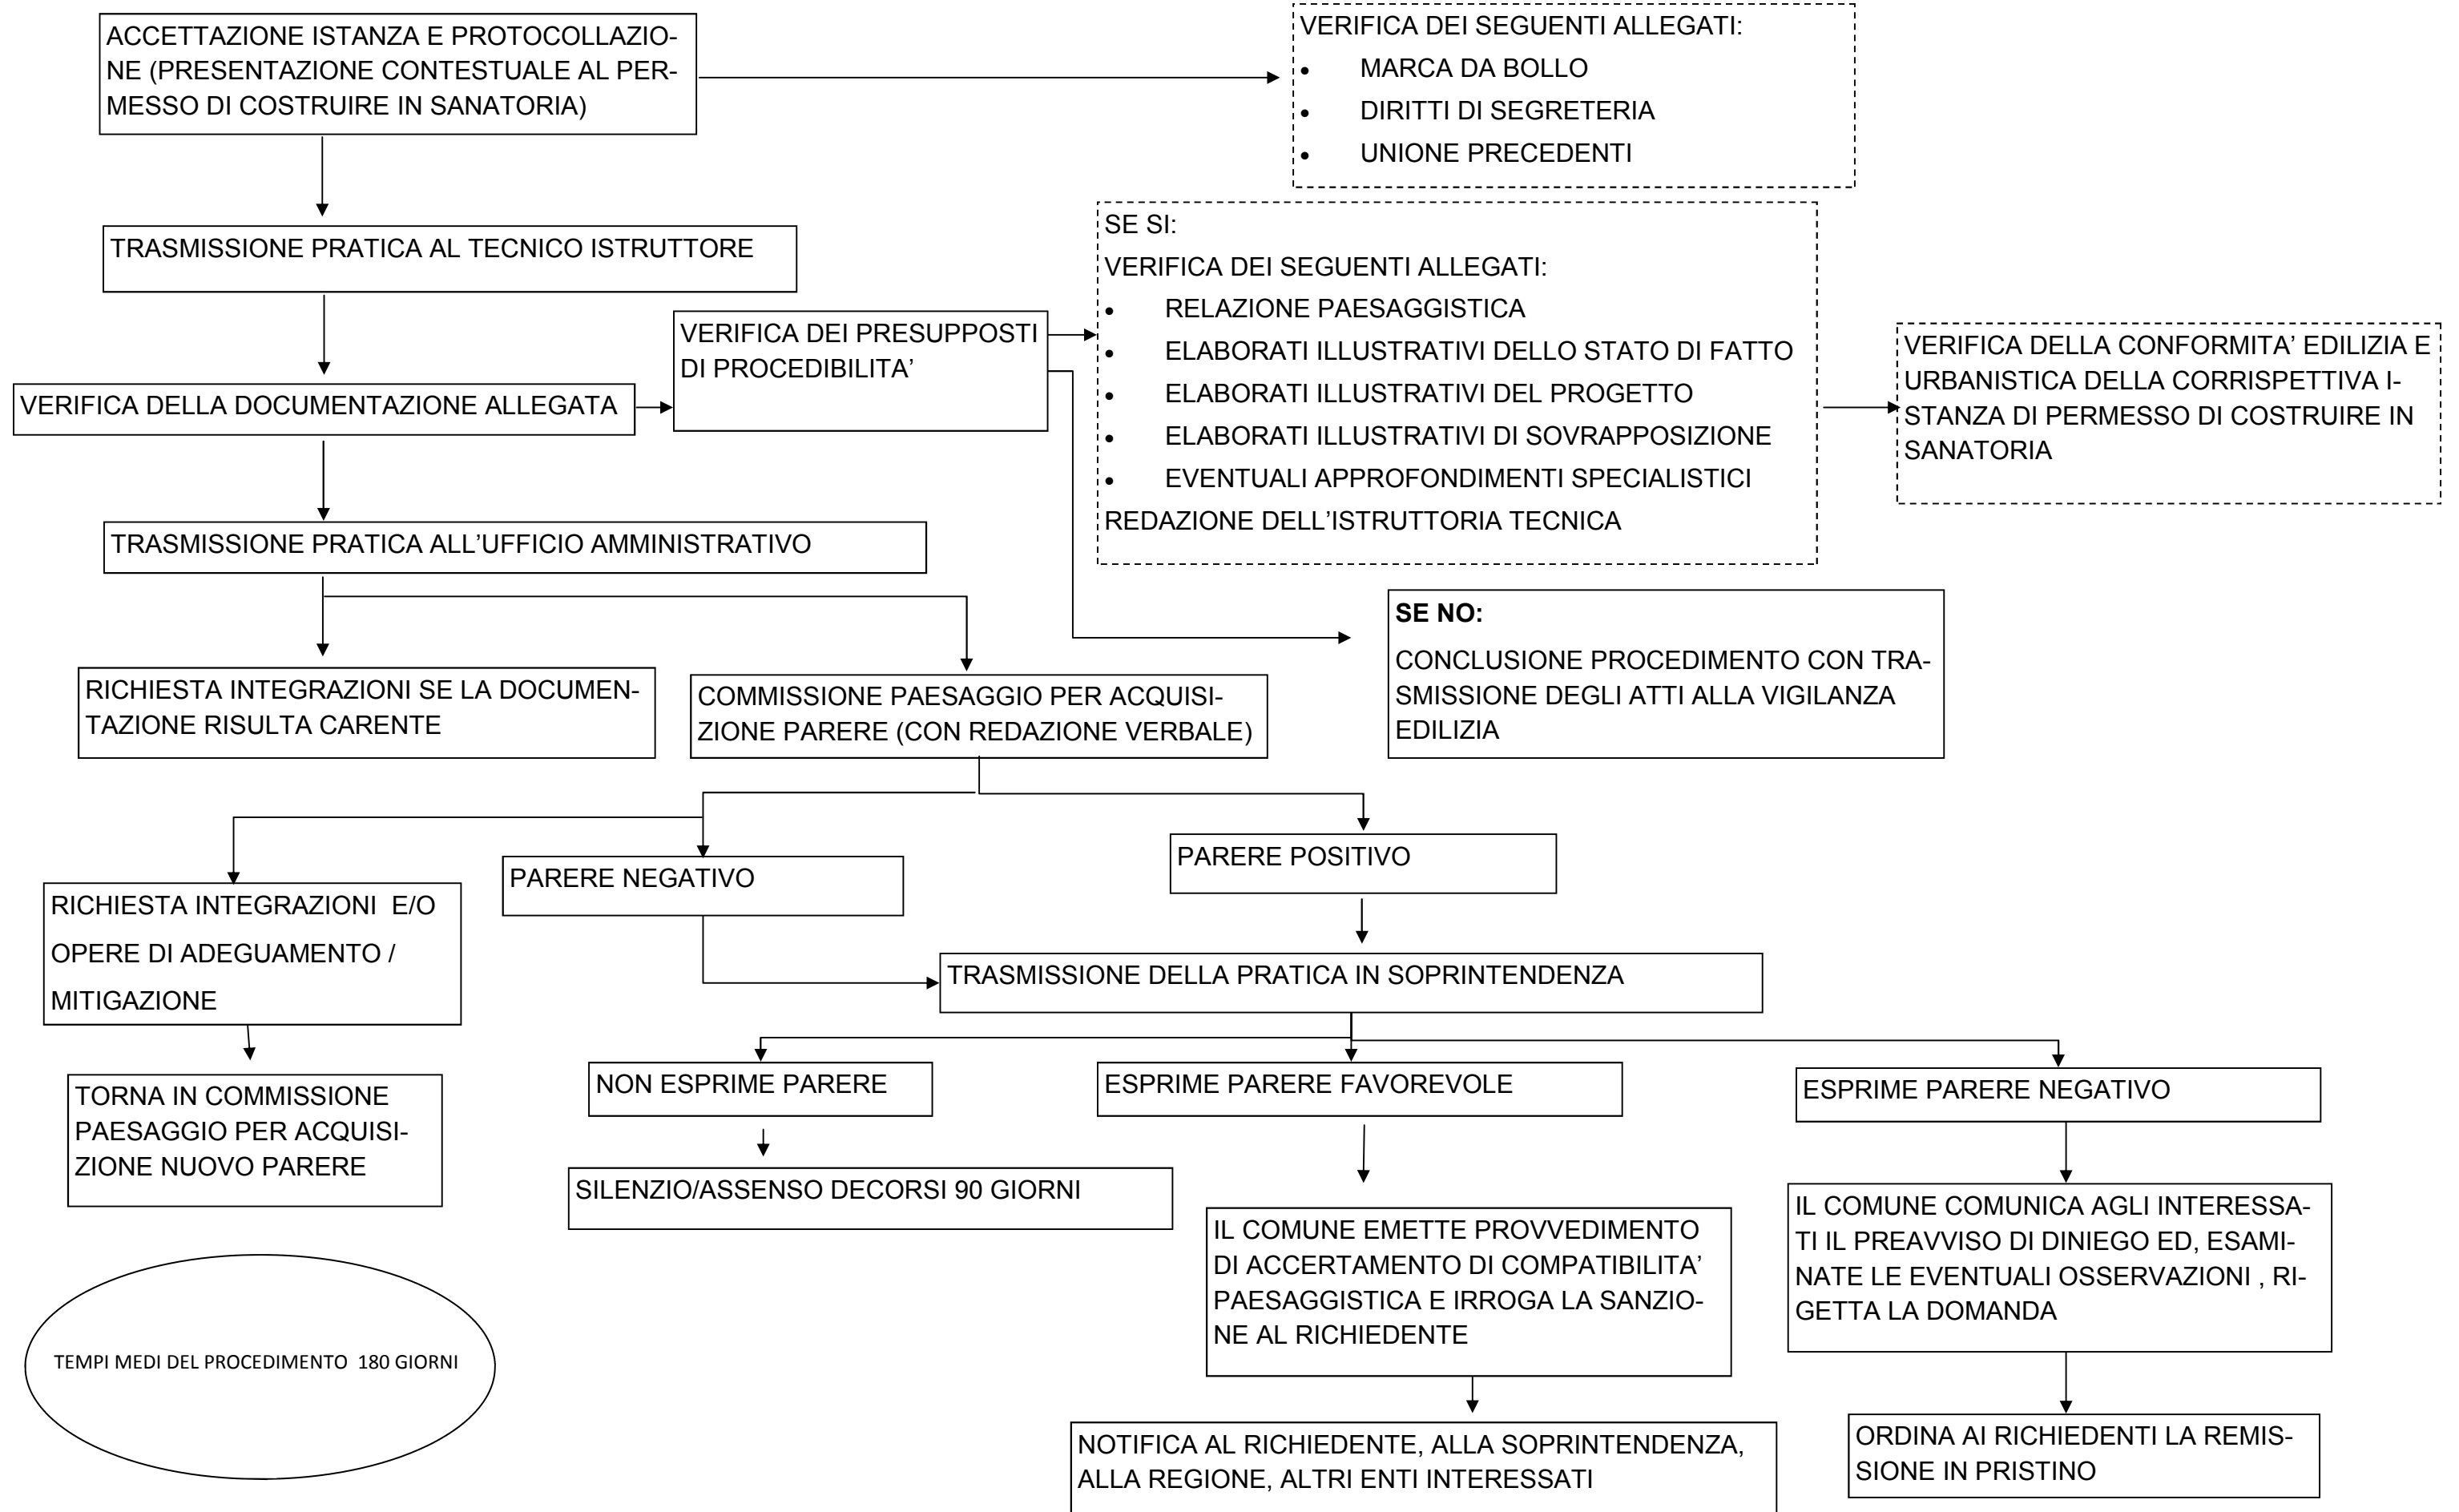 ACCETTAZIONE ISTANZA E PROTOCOLLAZIO-
NE (PRESENTAZIONE CONTESTUALE AL PER-
MESSO DI COSTRUIRE IN SANATORIA)
VERIFICA DEI SEGUENTI ALLEGATI:
• MARCA DA BOLLO
• DIRITTI DI SEGRETERIA
• UNIONE PRECEDENTI
TRASMISSIONE PRATICA AL TECNICO ISTRUTTORE
SE SI:
VERIFICA DEI SEGUENTI ALLEGATI:
• RELAZIONE PAESAGGISTICA
• ELABORATI ILLUSTRATIVI DELLO STATO DI FATTO
• ELABORATI ILLUSTRATIVI DEL PROGETTO
• ELABORATI ILLUSTRATIVI DI SOVRAPPOSIZIONE
• EVENTUALI APPROFONDIMENTI SPECIALISTICI
REDAZIONE DELL’ISTRUTTORIA TECNICA
VERIFICA DEI PRESUPPOSTI
DI PROCEDIBILITA’
VERIFICA DELLA CONFORMITA’ EDILIZIA E
URBANISTICA DELLA CORRISPETTIVA I-
STANZA DI PERMESSO DI COSTRUIRE IN
SANATORIA
VERIFICA DELLA DOCUMENTAZIONE ALLEGATA
TRASMISSIONE PRATICA ALL’UFFICIO AMMINISTRATIVO
SE NO:
CONCLUSIONE PROCEDIMENTO CON TRA-
SMISSIONE DEGLI ATTI ALLA VIGILANZA
EDILIZIA
RICHIESTA INTEGRAZIONI SE LA DOCUMEN-
TAZIONE RISULTA CARENTE
COMMISSIONE PAESAGGIO PER ACQUISI-
ZIONE PARERE (CON REDAZIONE VERBALE)
PARERE POSITIVO
PARERE NEGATIVO
RICHIESTA INTEGRAZIONI  E/O
OPERE DI ADEGUAMENTO /
MITIGAZIONE
TRASMISSIONE DELLA PRATICA IN SOPRINTENDENZA
TORNA IN COMMISSIONE
PAESAGGIO PER ACQUISI-
ZIONE NUOVO PARERE
NON ESPRIME PARERE
ESPRIME PARERE FAVOREVOLE
ESPRIME PARERE NEGATIVO
SILENZIO/ASSENSO DECORSI 90 GIORNI
IL COMUNE EMETTE PROVVEDIMENTO
DI ACCERTAMENTO DI COMPATIBILITA’
PAESAGGISTICA E IRROGA LA SANZIO-
NE AL RICHIEDENTE
IL COMUNE COMUNICA AGLI INTERESSA-
TI IL PREAVVISO DI DINIEGO ED, ESAMI-
NATE LE EVENTUALI OSSERVAZIONI , RI-
GETTA LA DOMANDA
TEMPI MEDI DEL PROCEDIMENTO  180 GIORNI
NOTIFICA AL RICHIEDENTE, ALLA SOPRINTENDENZA,
ALLA REGIONE, ALTRI ENTI INTERESSATI
ORDINA AI RICHIEDENTI LA REMIS-
SIONE IN PRISTINO